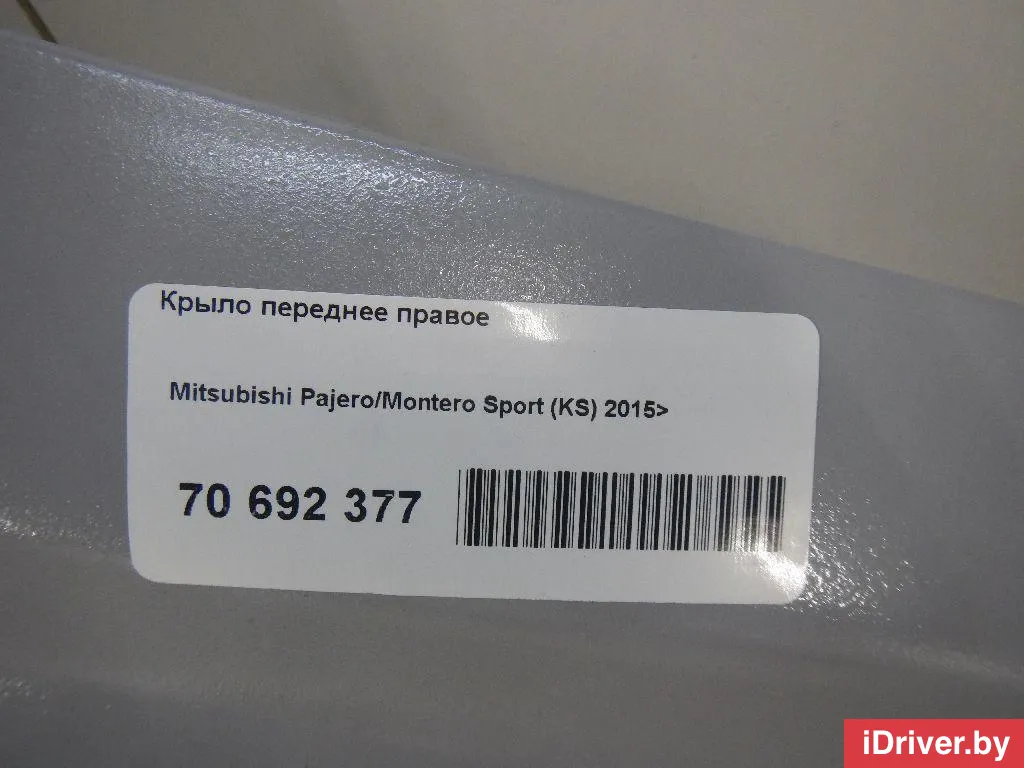 Крыло переднее правое
Mitsubishi Pajero/Montero Sport (KS) 2015>
70 692 377
iDriver.by